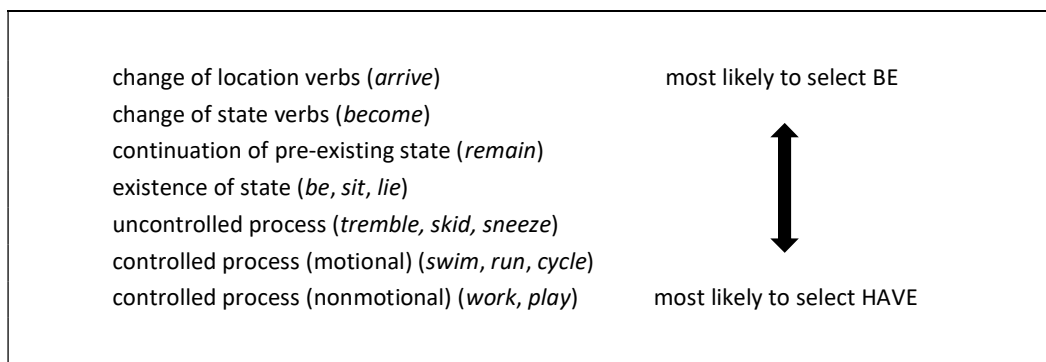 change of location verbs (arrive) most likely to select BE
change of state verbs (become)
continuation of pre-existing state (remain)
existence of state (be, sit, lie)
uncontrolled process (tremble, skid, sneeze)
controlled process (motional) (swim, run, cycle)
controlled process (nonmotional) (work, play) most likely to select HAVE